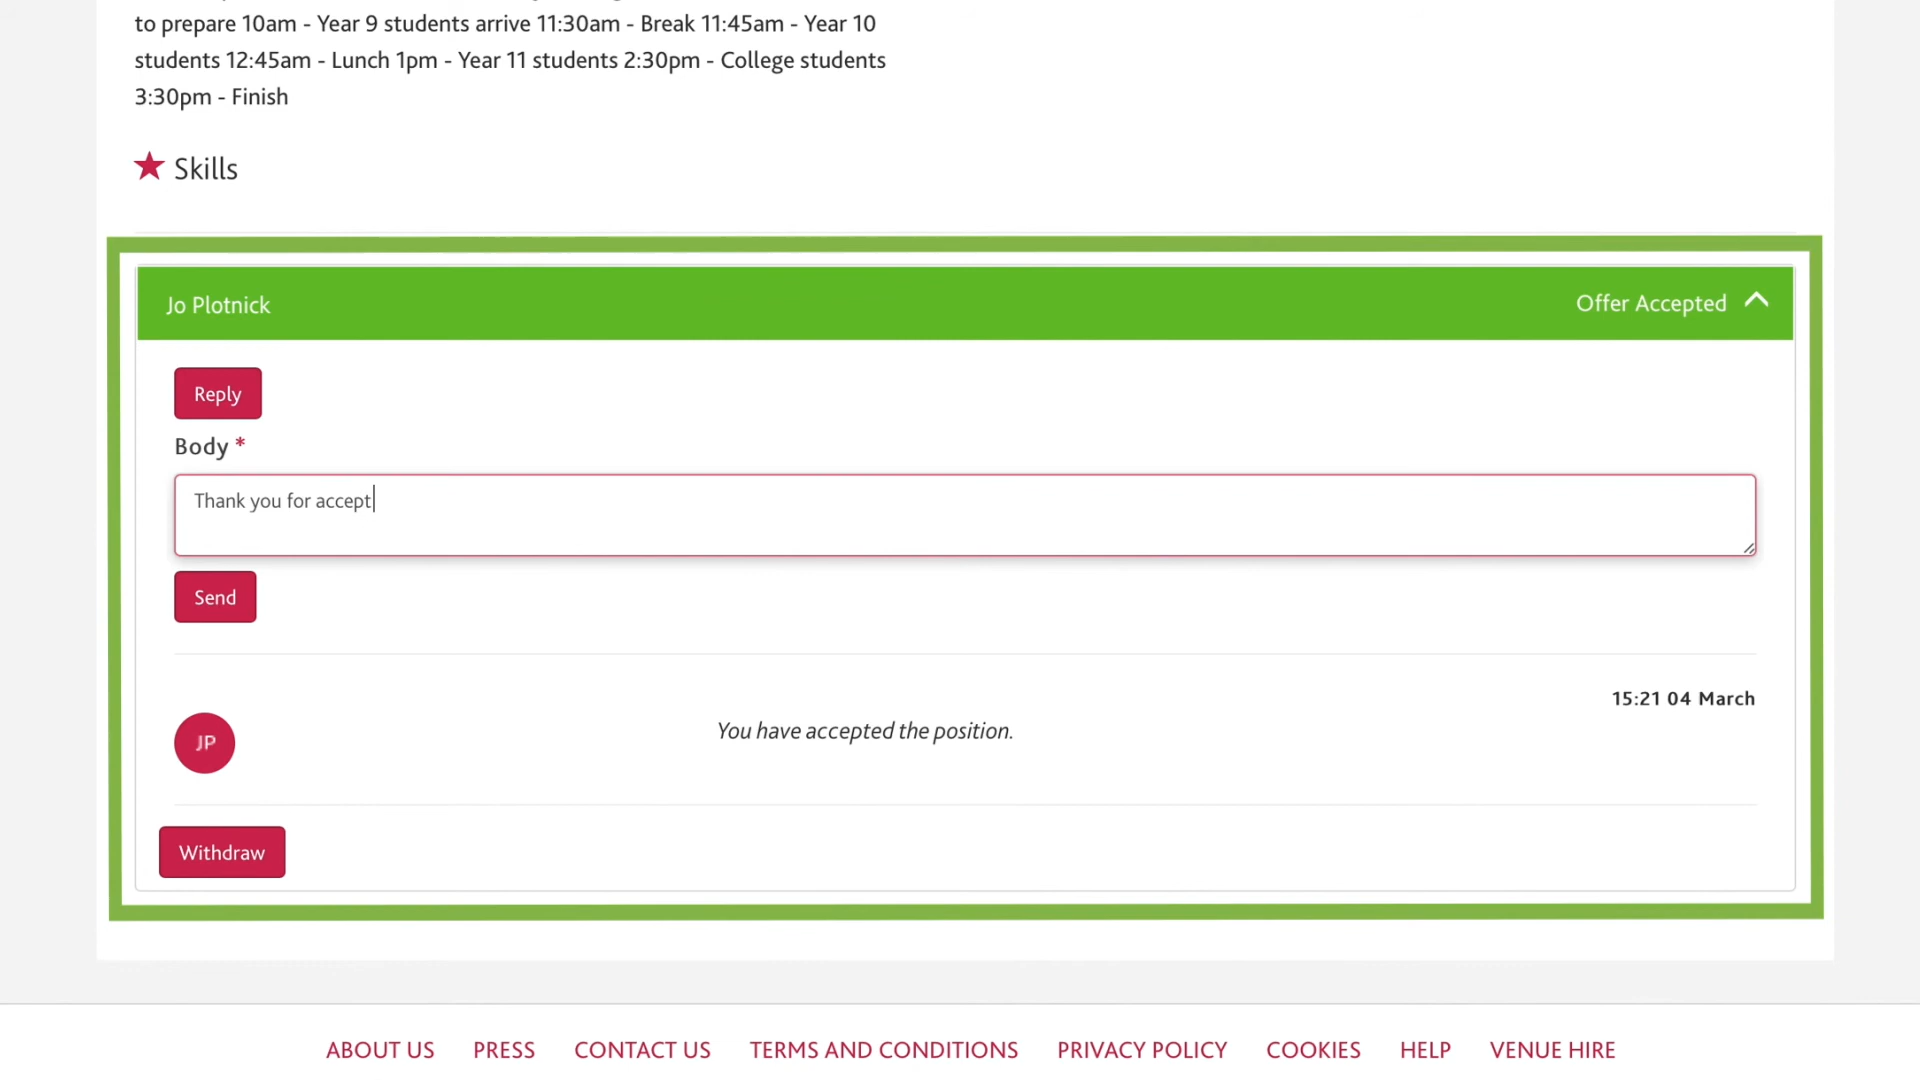 to prepare 10am - Year 9 students arrive 11:30am - Break 11:45am - Year 10
students 12:45am - Lunch 1pm - Year 11 students 2:30pm - College students
3:30pm - Finish
Skills
Jo Plotnick
Offer Accepted
Reply
Body *
Thank you for accept
Send
15:21 04 March
JP
You have accepted the position.
Withdraw
ABOUT US PRESS CONTACT US TERMS AND CONDITIONS PRIVACY POLICY COOKIES HELP VENUE HIRE